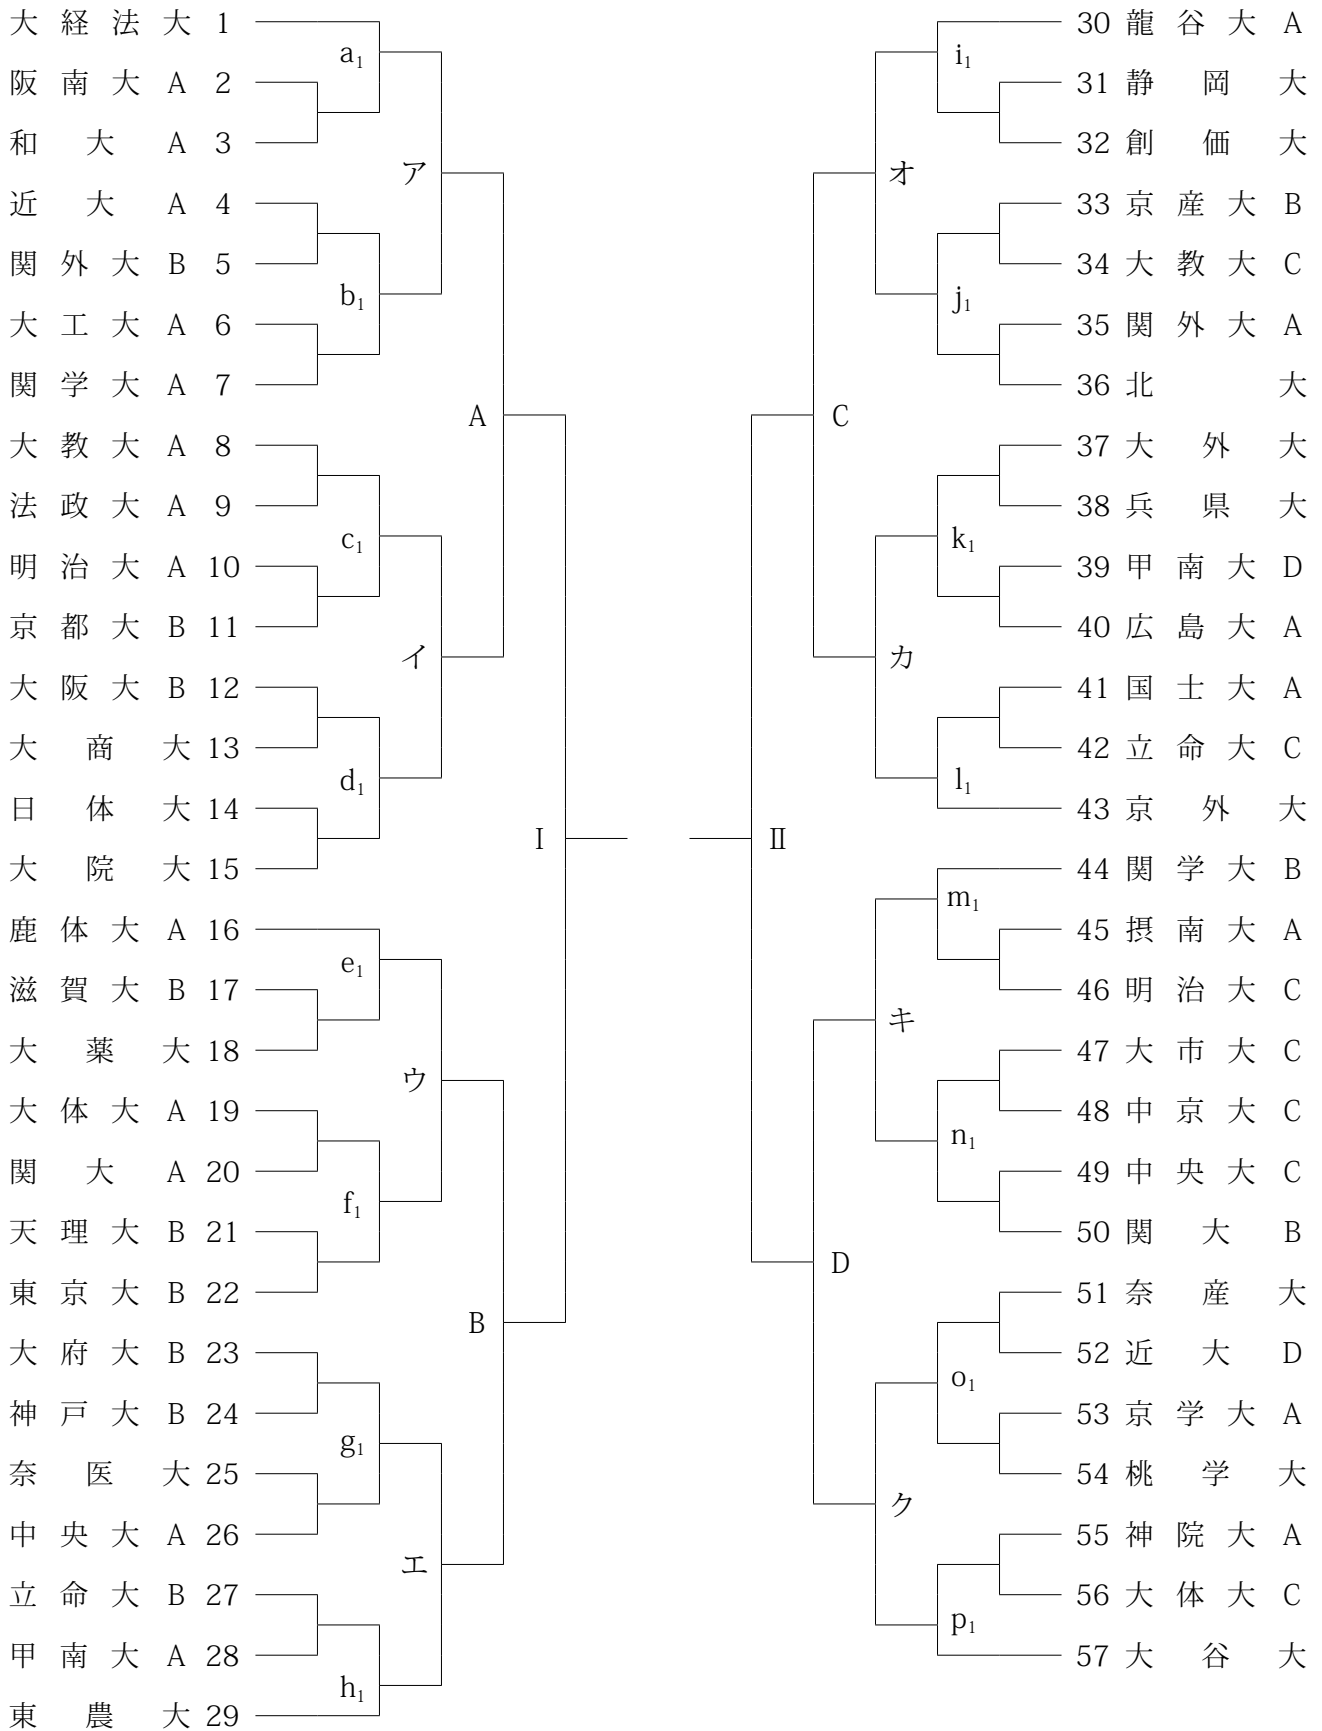 大経法大 1
阪南大A 2
和大A 3
近大A 4
関外大B 5
大工大A 6
関学大A 7
大教大A 8
法政大A 9
明治大A 10
京都大B 11
大阪大B 12
大商大 13
日体大 14
大院大 15
鹿体大A 16
滋賀大B 17
大薬大 18
大体大A 19
関大A 20
天理大B 21
東京大B 22
大府大B 23
神戸大B 24
奈医大 25
中央大A 26
立命大B 27
甲南大A 28
東農大 29
a₁
b₁
c₁
d₁
e₁
f₁
g₁
h₁
ア
イ
ウ
エ
A
B
Ⅰ
Ⅱ
C
D
オ
カ
キ
ク
i₁
j₁
k₁
l₁
m₁
n₁
o₁
p₁
30 龍谷大A
31 静岡大
32 創価大
33 京産大B
34 大教大C
35 関外大A
36 北大
37 大外大
38 兵県大
39 甲南大D
40 広島大A
41 国士大A
42 立命大C
43 京外大
44 関学大B
45 摂南大A
46 明治大C
47 大市大C
48 中京大C
49 中央大C
50 関大B
51 奈産大
52 近大D
53 京学大A
54 桃学大
55 神院大A
56 大体大C
57 大谷大